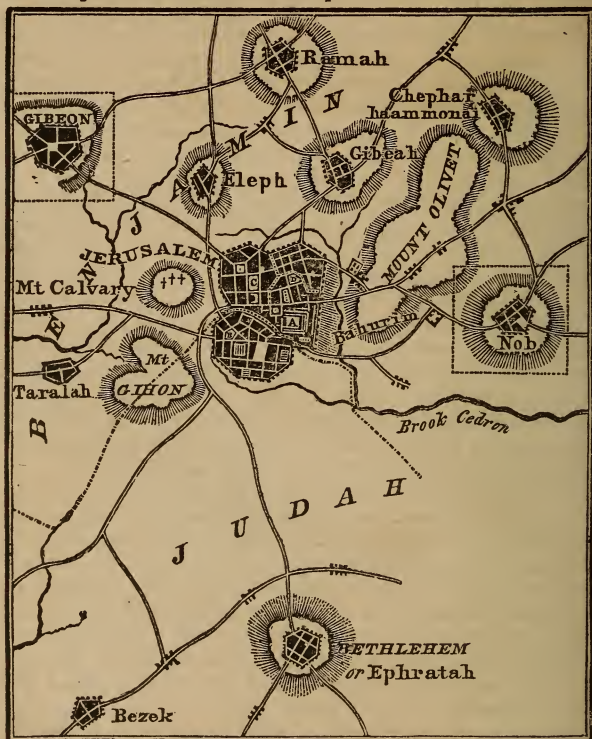 Ramah
Chephar
haammonai
GIBEON
BENJAMIN
Gibeah
Eleph
MOUNT OLIVET
JERUSALEM
Mt Calvary
C
A
Bahurim
Nob
Mt
GIHON
Taralah
Brook Cedron
JUDAH
BETHLEHEM
or Ephratah
Bezek